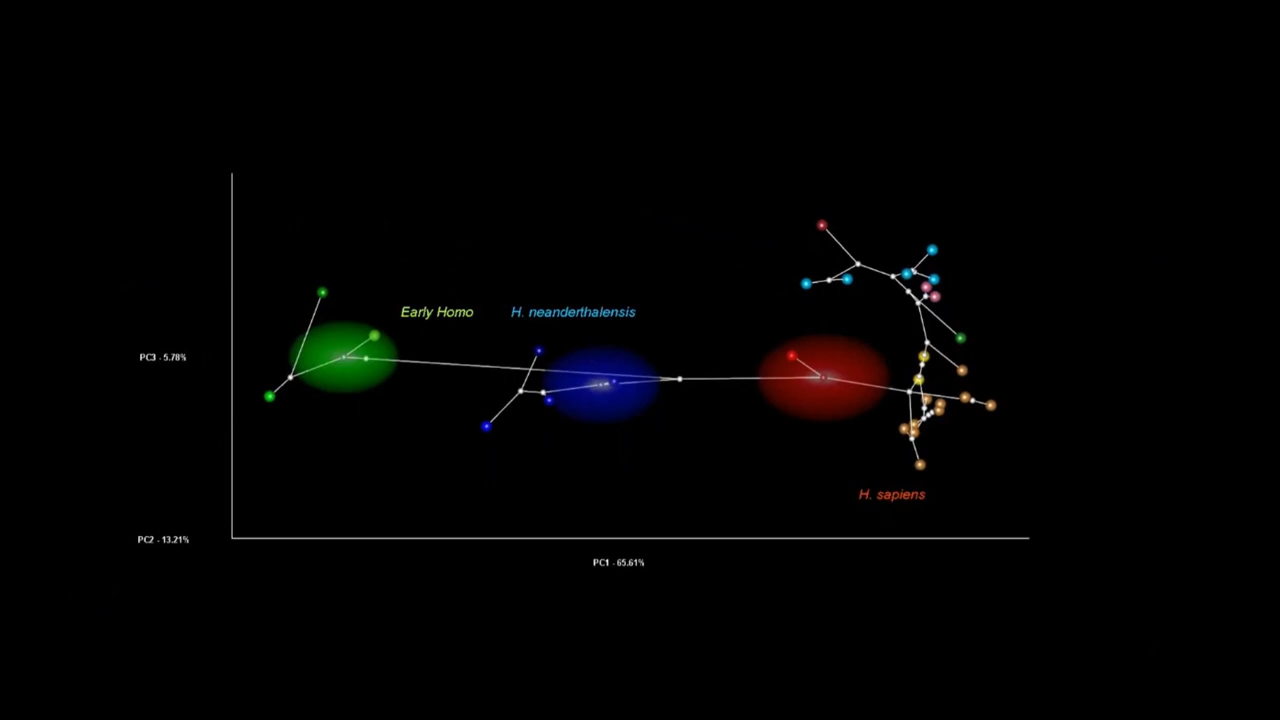 Early Homo
H. neanderthalensis
PC3 - 5.78%
H. sapiens
PC2 - 13.21%
PC1 - 65.61%